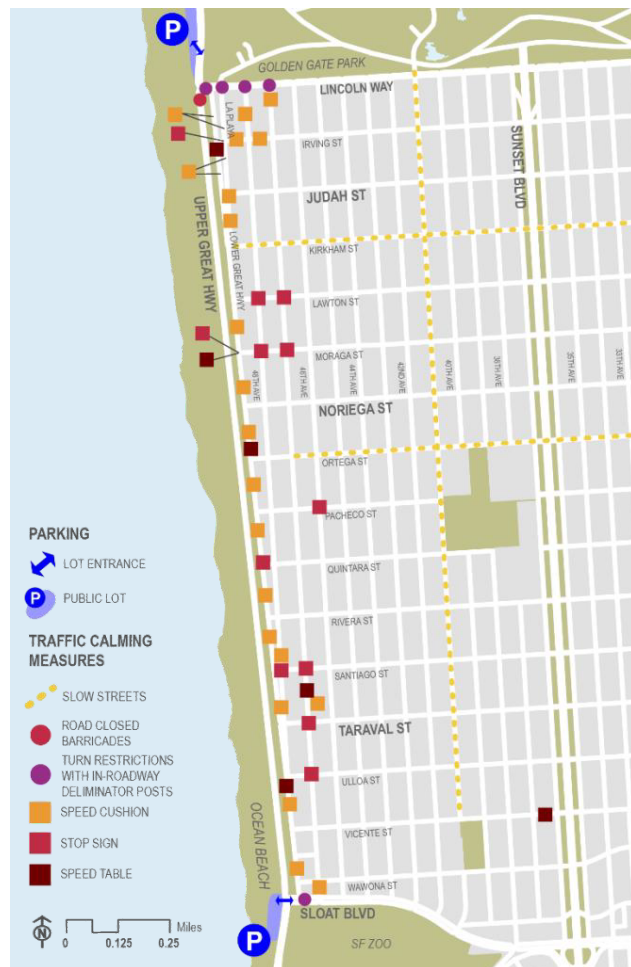 P
GOLDEN GATE PARK
LINCOLN WAY
LA PLAYA
IRVING ST
SUNSET BLVD
JUDAH ST
UPPER GREAT HWY
LOWER GREAT HWY
KIRKHAM ST
LAWTON ST
MORAGA ST
48TH AVE
46TH AVE
44TH AVE
42ND AVE
40TH AVE
35TH AVE
33TH AVE
NORIEGA ST
ORTEGA ST
PACHECO ST
QUINTARA ST
RIVERA ST
SANTIAGO ST
TARAVAL ST
ULLOA ST
VICENTE ST
WAWONA ST
OCEAN BEACH
SLOAT BLVD
SF ZOO
P
PARKING
LOT ENTRANCE
P
PUBLIC LOT
TRAFFIC CALMING
MEASURES
SLOW STREETS
ROAD CLOSED
BARRICADES
TURN RESTRICTIONS
WITH IN-ROADWAY
DELIMINATOR POSTS
SPEED CUSHION
STOP SIGN
SPEED TABLE
N
Miles
0
0.125
0.25